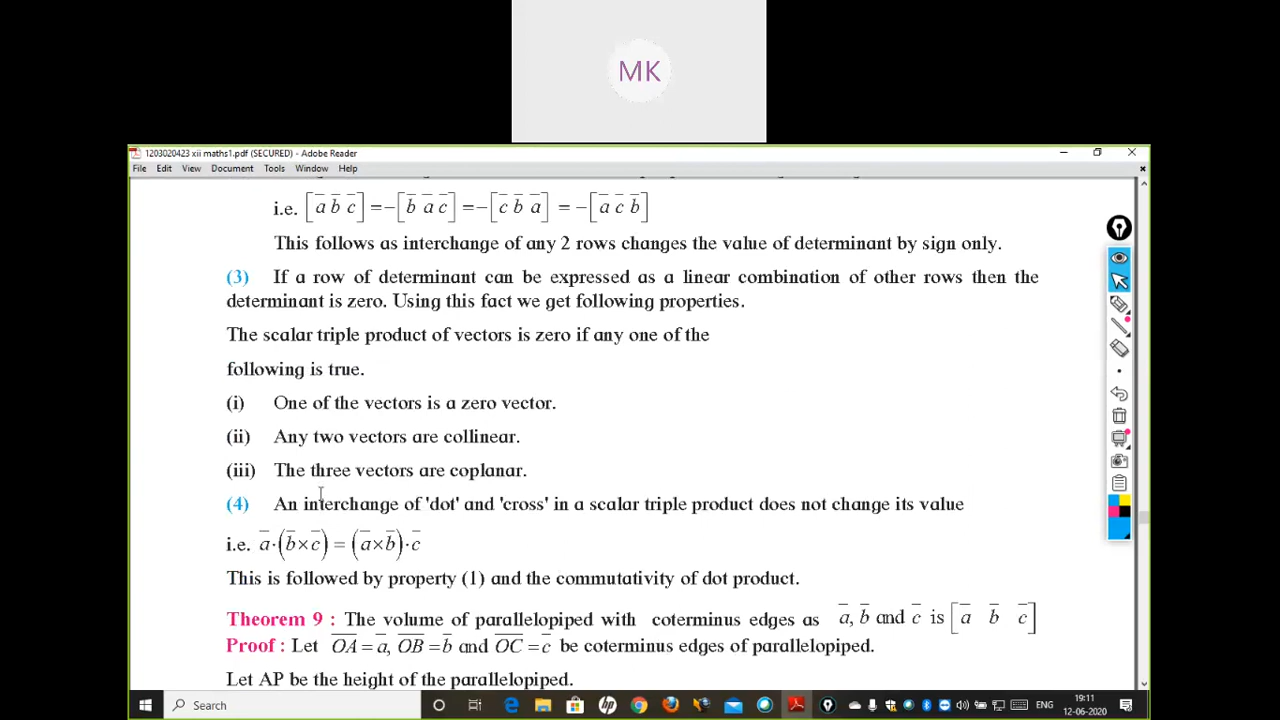 MK
1203020423 xii maths1.pdf (SECURED) - Adobe Reader
File Edit View Document Tools Window Help
i.e. [a̅ b̅ c̅] = -[b̅ a̅ c̅] = -[c̅ b̅ a̅] = -[a̅ c̅ b̅]
This follows as interchange of any 2 rows changes the value of determinant by sign only.
(3) If a row of determinant can be expressed as a linear combination of other rows then the
determinant is zero. Using this fact we get following properties.
The scalar triple product of vectors is zero if any one of the
following is true.
(i) One of the vectors is a zero vector.
(ii) Any two vectors are collinear.
(iii) The three vectors are coplanar.
(4) An interchange of 'dot' and 'cross' in a scalar triple product does not change its value
i.e. a̅·(b̅×c̅) = (a̅×b̅)·c̅
This is followed by property (1) and the commutativity of dot product.
Theorem 9 : The volume of parallelopiped with coterminus edges as a̅, b̅ and c̅ is [a̅ b̅ c̅]
Proof : Let O̅A̅ = a̅, O̅B̅ = b̅ and O̅C̅ = c̅ be coterminus edges of parallelopiped.
Let AP be the height of the parallelopiped.
Search
ENG
19:11
12-06-2020